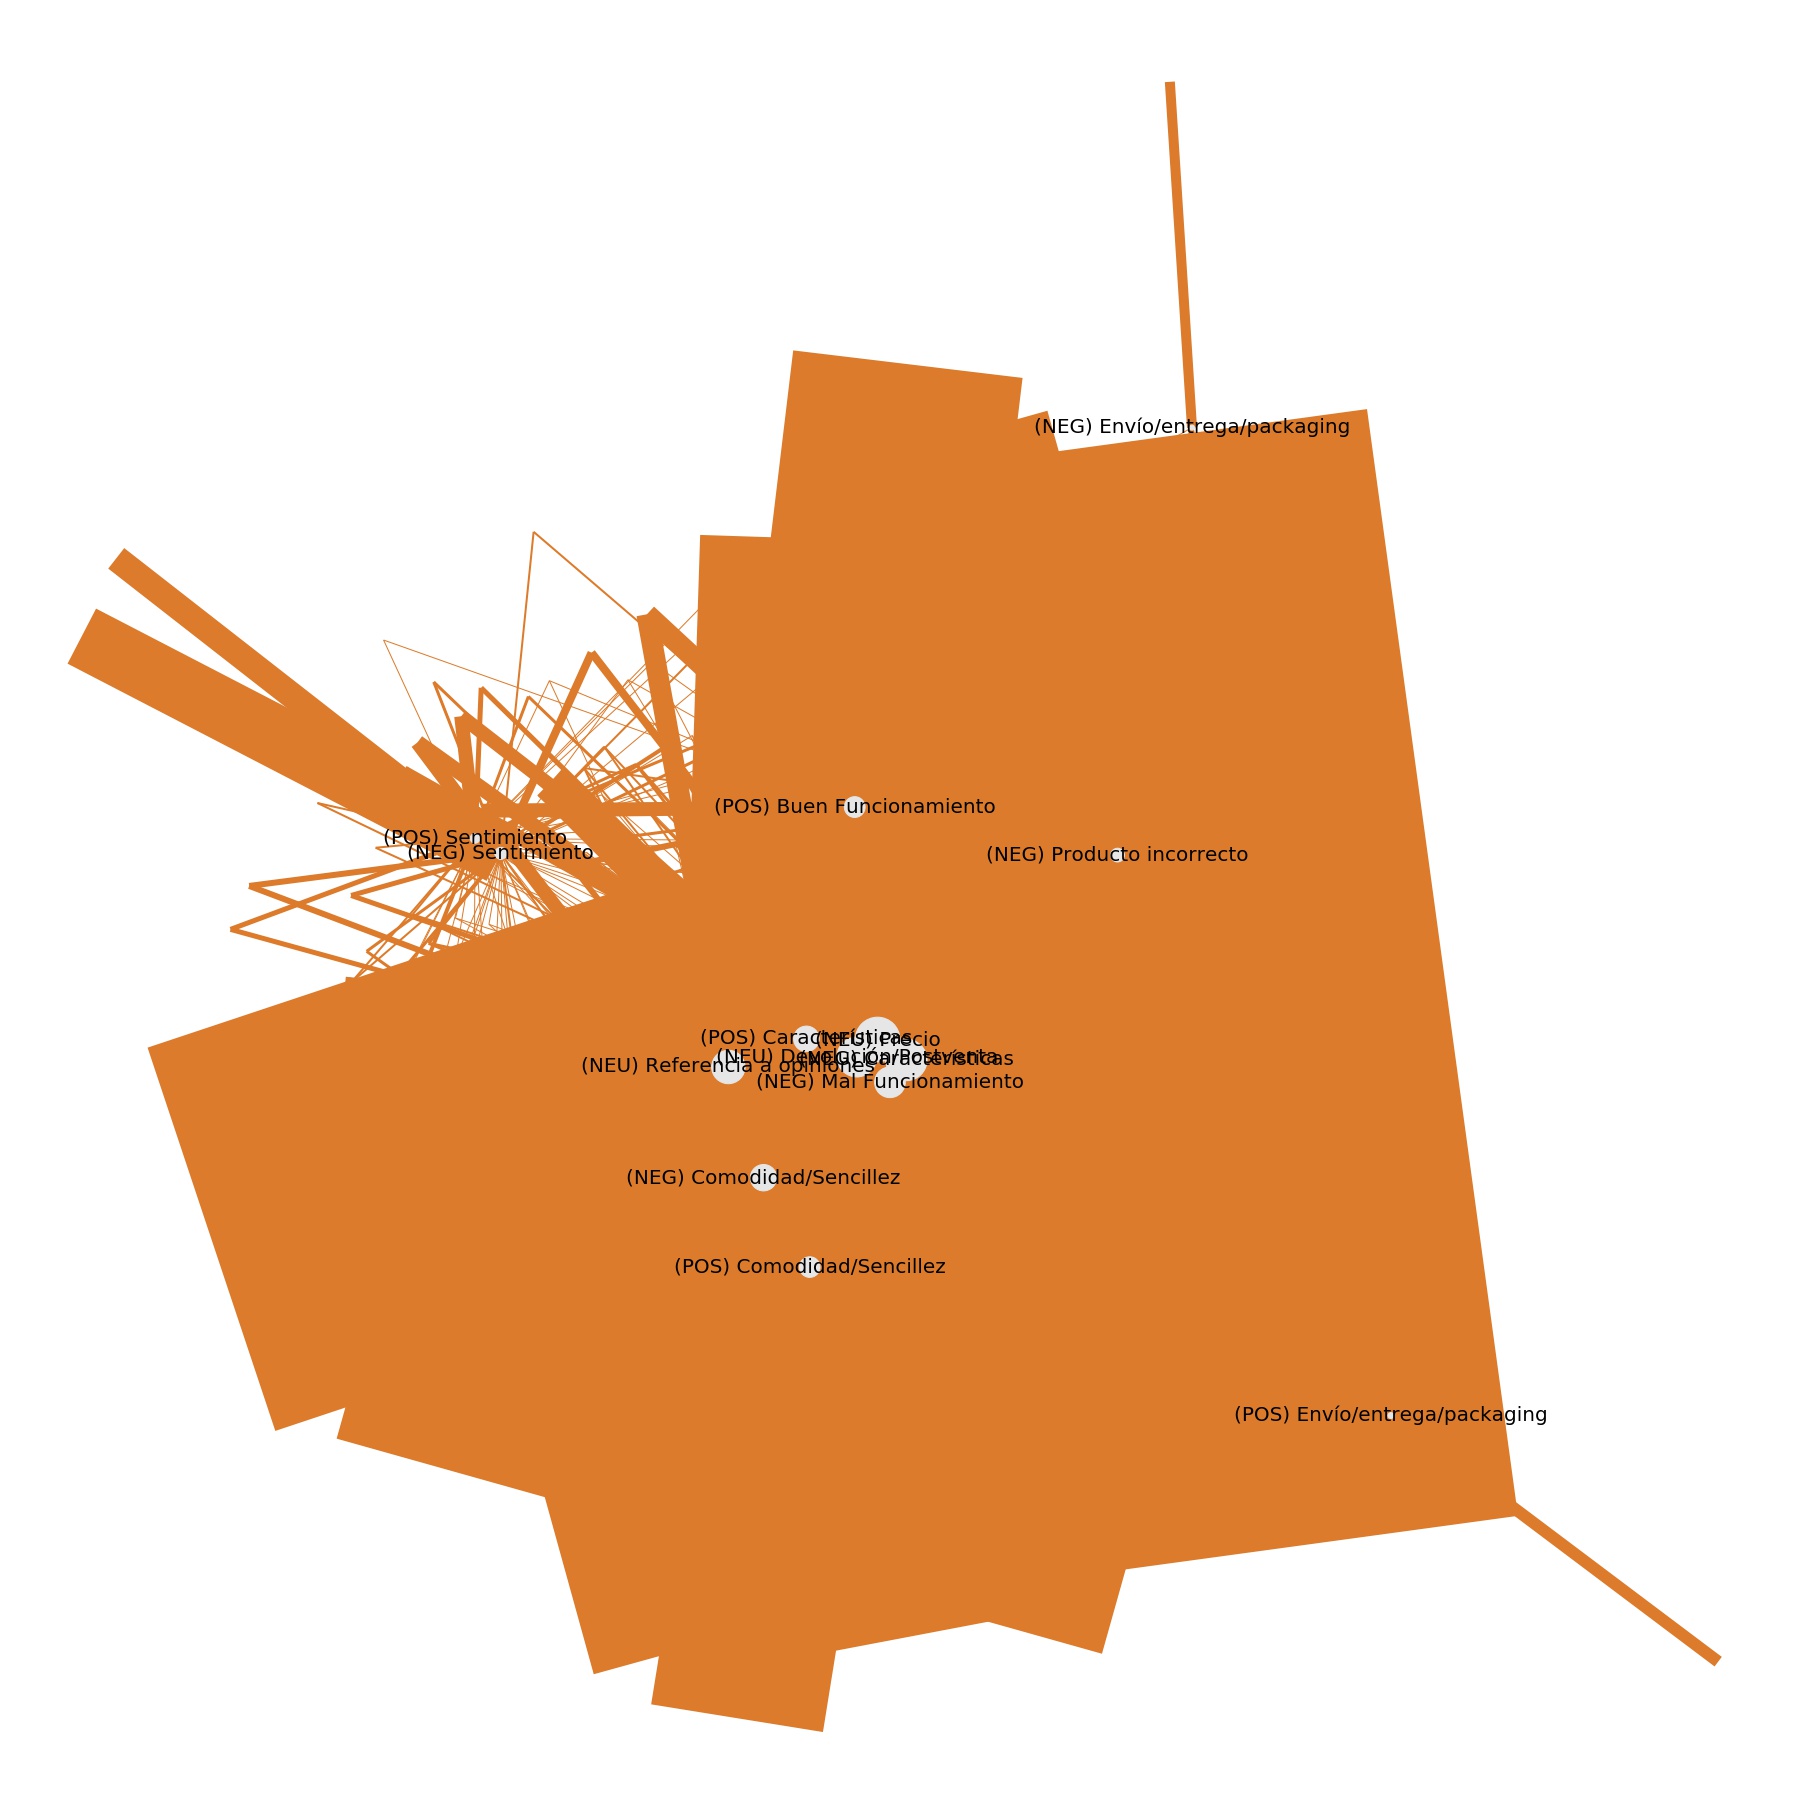 (NEG) Envío/entrega/packaging
(POS) Buen Funcionamiento
(POS) Sentimiento
(NEG) Sentimiento
(NEG) Producto incorrecto
(POS) Características
(NEU) Precio
(NEU) Devolución/Postventa
(NEG) Características
(NEU) Referencia a opiniones
(NEG) Mal Funcionamiento
(NEG) Comodidad/Sencillez
(POS) Comodidad/Sencillez
(POS) Envío/entrega/packaging